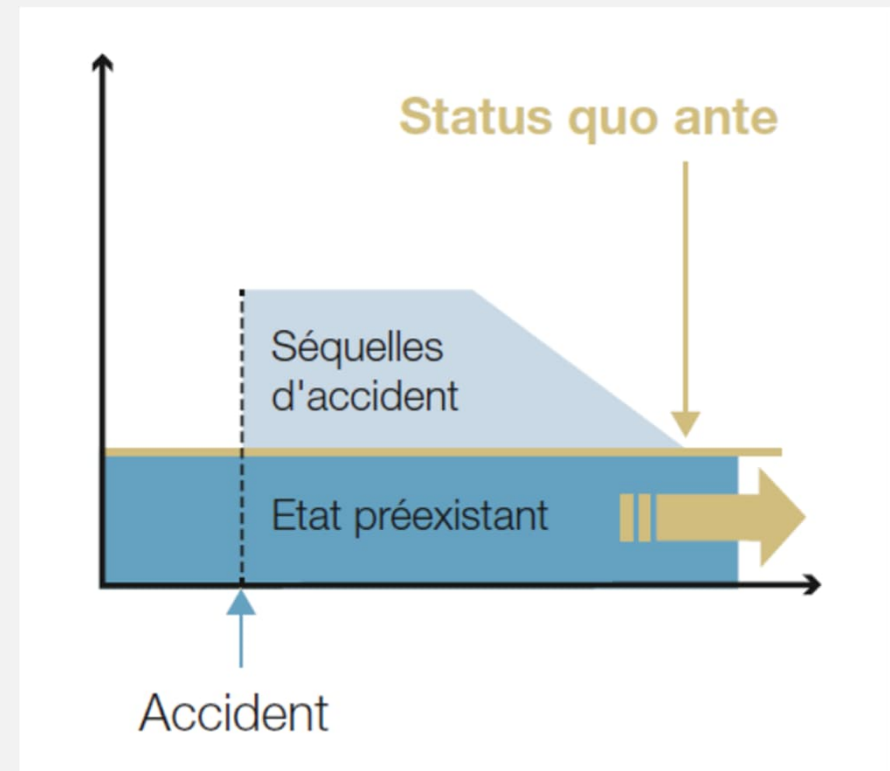 Status quo ante
Séquelles
d'accident
Etat préexistant
Accident